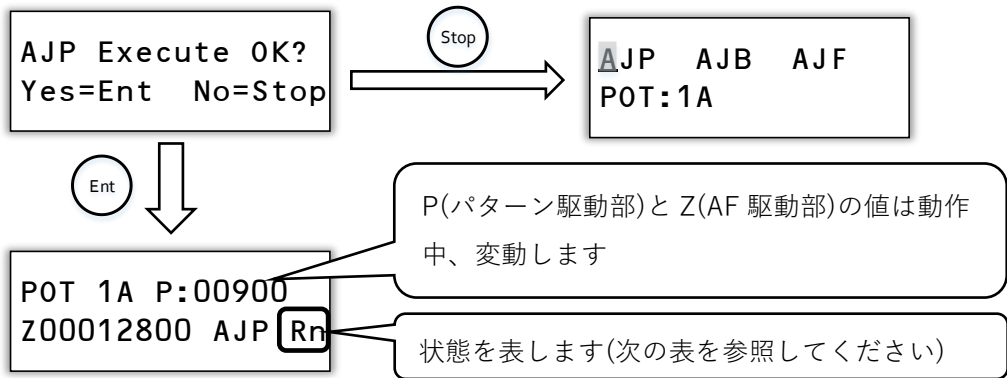 AJP Execute OK?
Yes=Ent No=Stop
Stop
AJP AJB AJF
POT:1A
Ent
P(パターン駆動部)と Z(AF 駆動部)の値は動作
中、変動します
POT 1A P:00900
Z00012800 AJP Rn
状態を表します(次の表を参照してください)